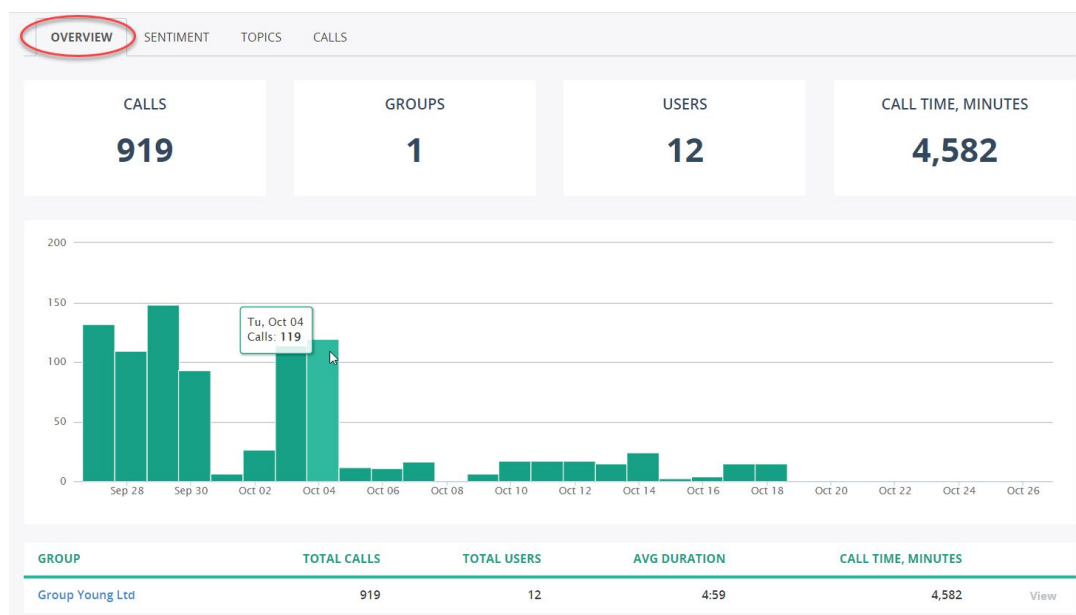 OVERVIEW SENTIMENT TOPICS CALLS
CALLS GROUPS USERS CALL TIME, MINUTES
919 1 12 4,582
200
150
Tu, Oct 04
Calls: 119
100
50
0
Sep 28 Sep 30 Oct 02 Oct 04 Oct 06 Oct 08 Oct 10 Oct 12 Oct 14 Oct 16 Oct 18 Oct 20 Oct 22 Oct 24 Oct 26
GROUP TOTAL CALLS TOTAL USERS AVG DURATION CALL TIME, MINUTES
Group Young Ltd 919 12 4:59 4,582 View